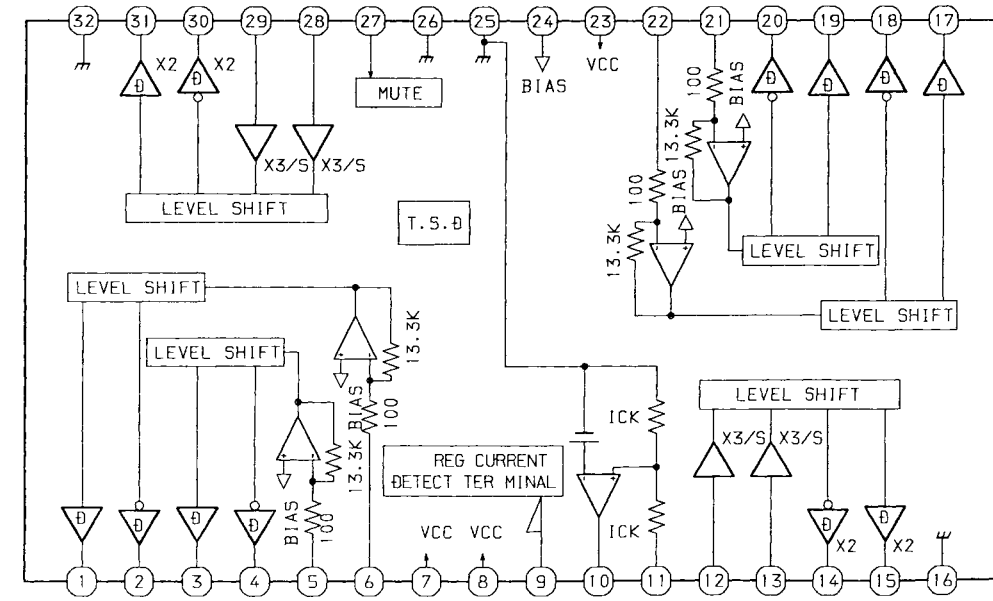 32 31 30 29 28 27 26 25 24 23 22 21 20 19 18 17
D X2 D X2
MUTE
BIAS
VCC
100 BIAS D D D D
X3/S X3/S
13.3K
LEVEL SHIFT
T.S.D
100 BIAS
13.3K
LEVEL SHIFT
LEVEL SHIFT
LEVEL SHIFT
13.3K
LEVEL SHIFT
BIAS 100
LEVEL SHIFT
ICK
13.3K
X3/S X3/S
REG CURRENT
DETECT TER MINAL
D D D D
BIAS 100
VCC VCC
ICK
D X2 D X2
1 2 3 4 5 6 7 8 9 10 11 12 13 14 15 16